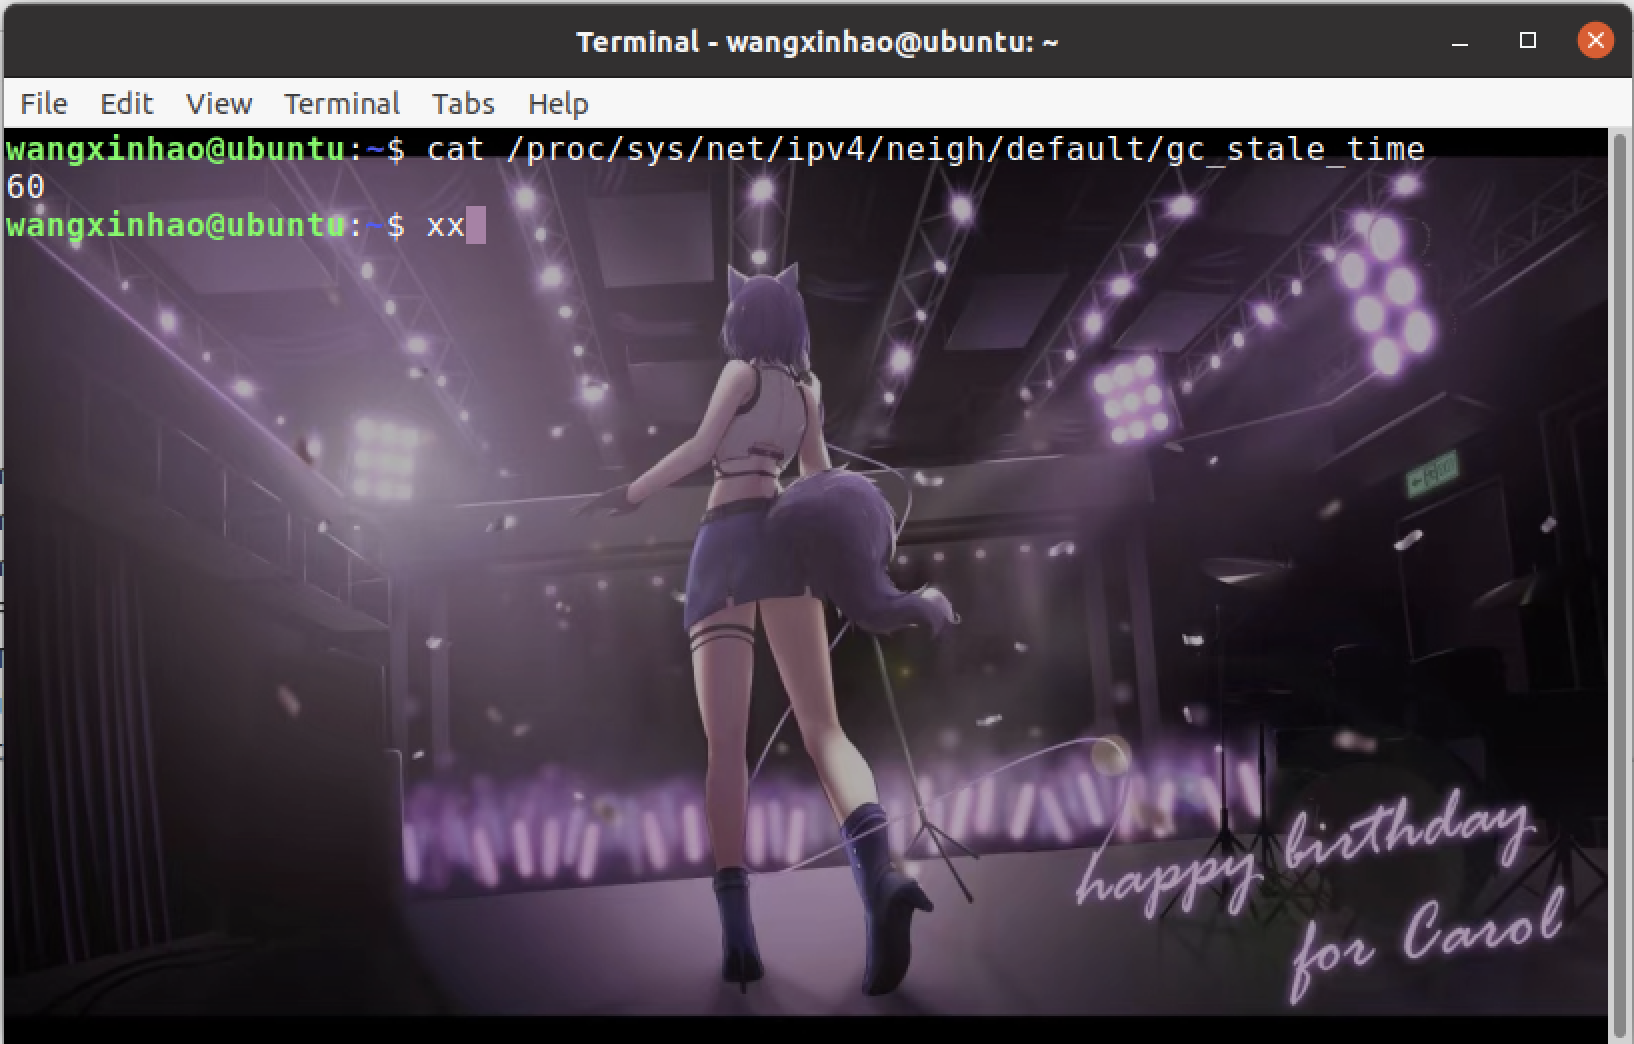 Terminal - wangxinhao@ubuntu: ~
File Edit View Terminal Tabs Help
wangxinhao@ubuntu:~$ cat /proc/sys/net/ipv4/neigh/default/gc_stale_time
60
wangxinhao@ubuntu:~$ xx
happy birthday
for Carol